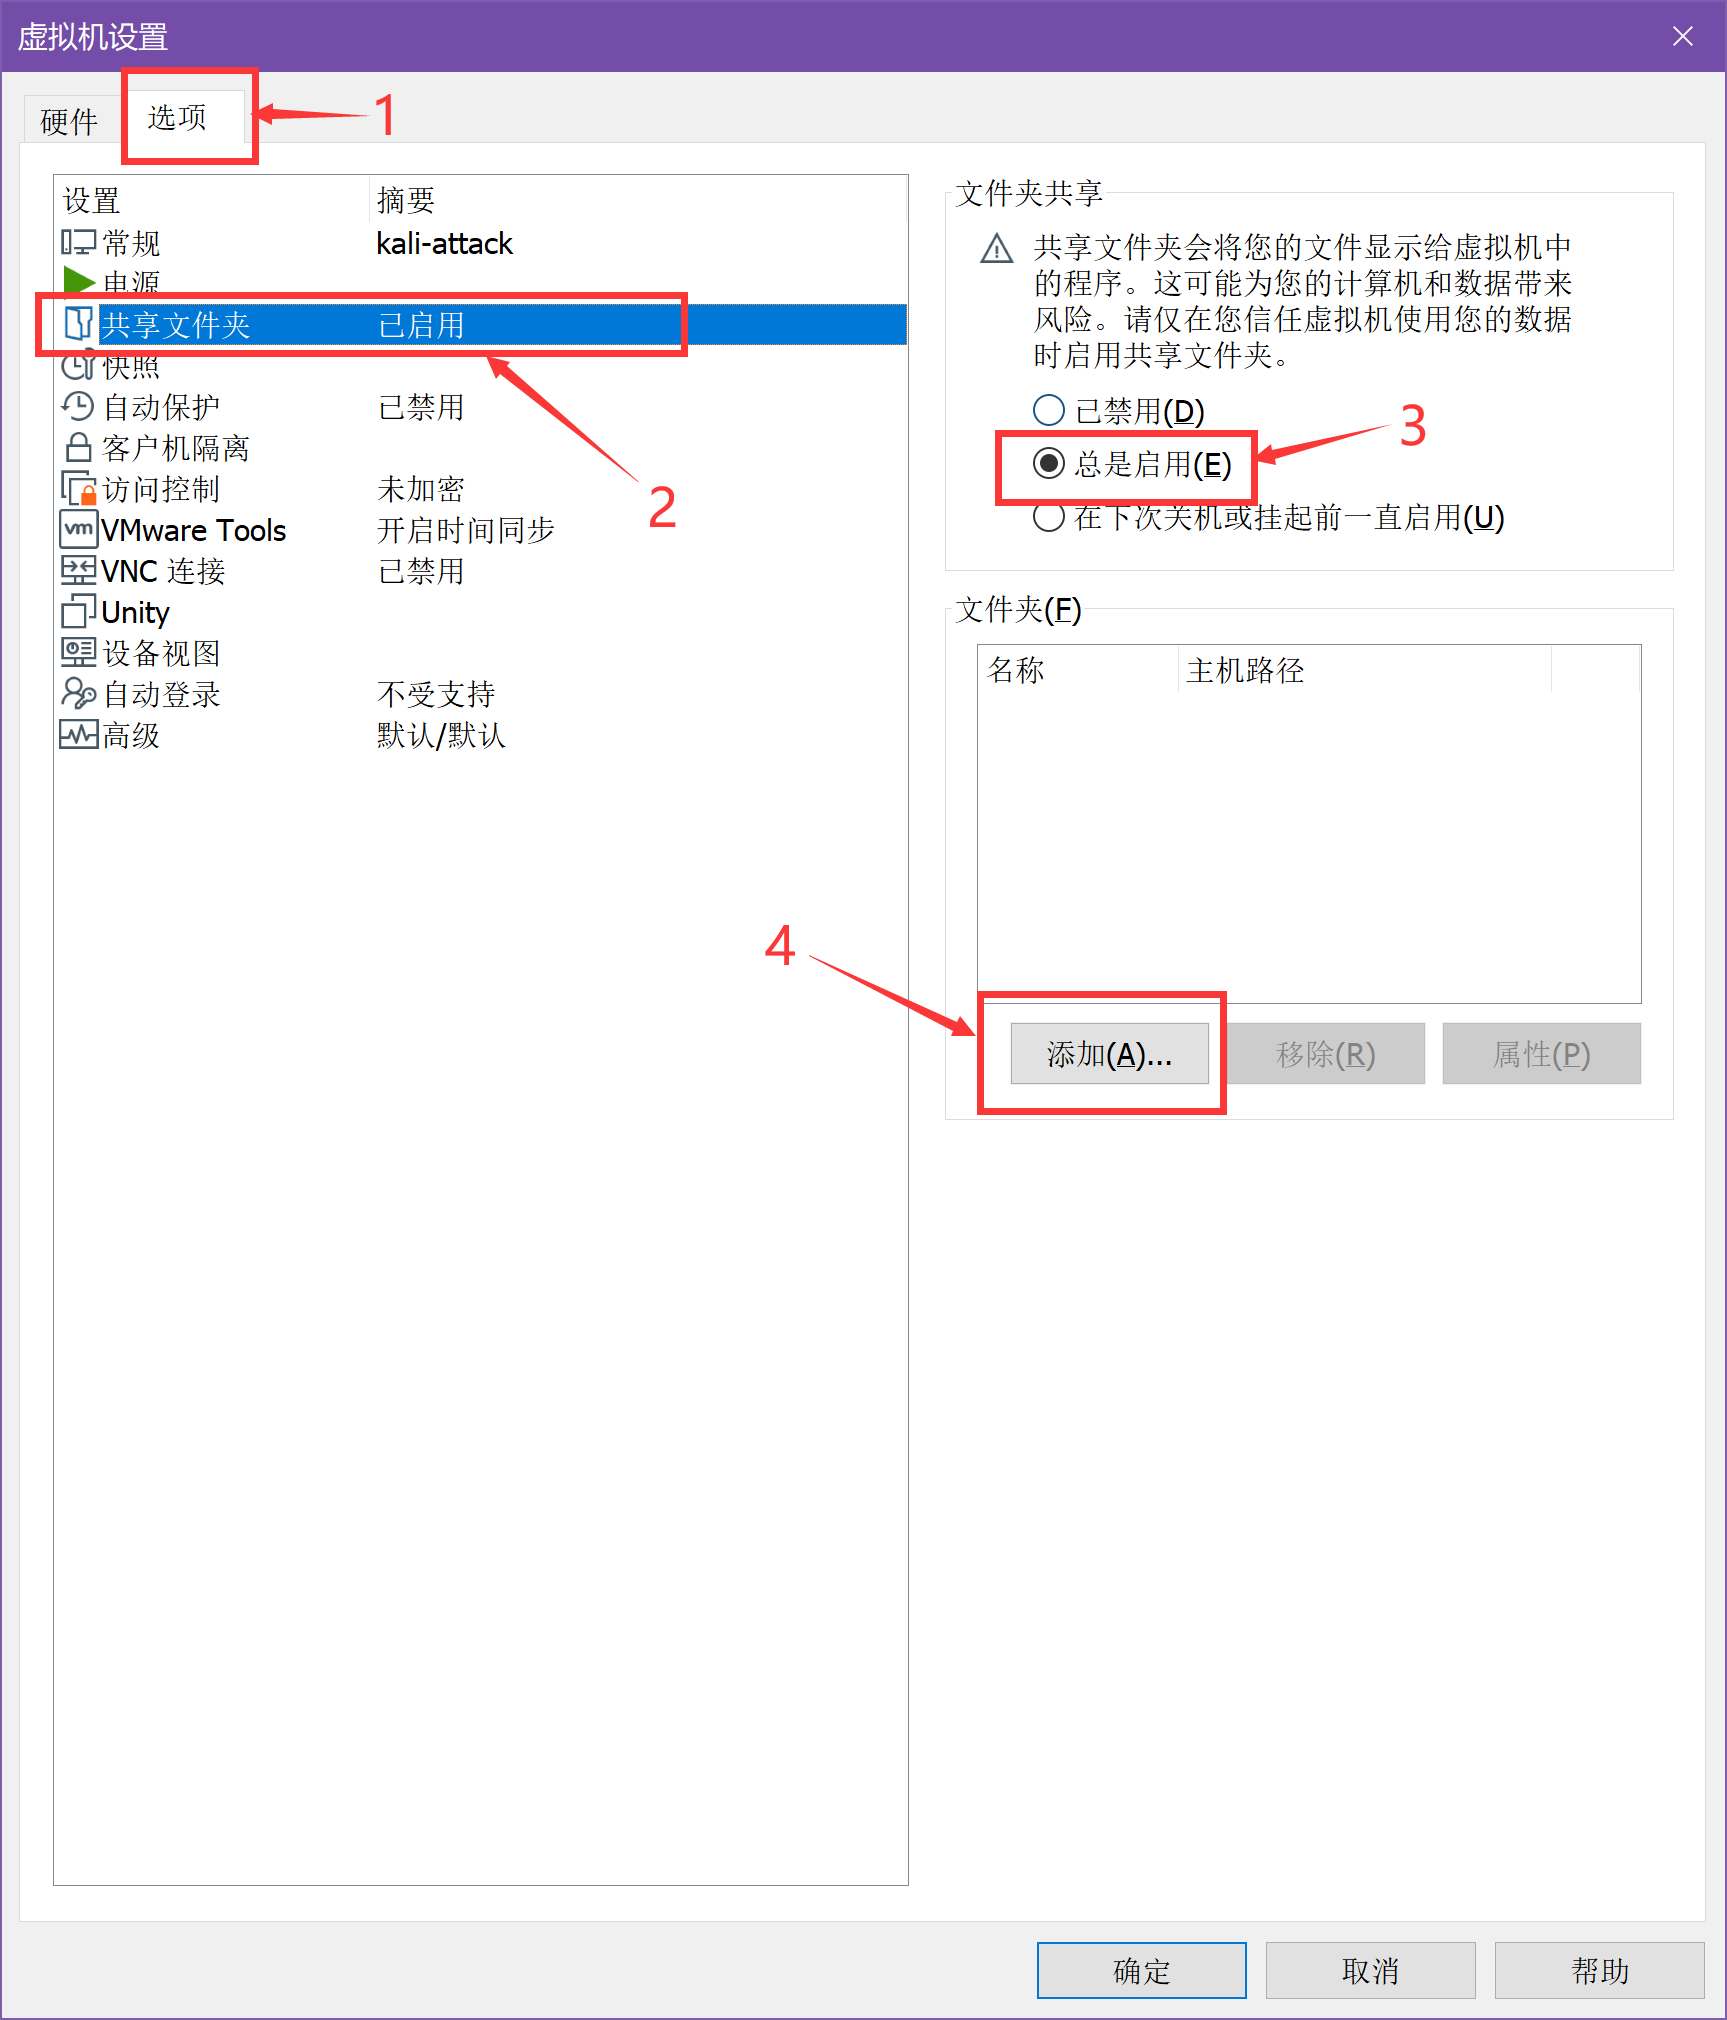 虚拟机设置
硬件
选项
1
设置 摘要
常规 kali-attack
电源
共享文件夹 已启用
快照
自动保护 已禁用
客户机隔离
访问控制 未加密
VMware Tools 开启时间同步
VNC 连接 已禁用
Unity
设备视图
自动登录 不受支持
高级 默认/默认
2
文件夹共享
共享文件夹会将您的文件显示给虚拟机中
的程序。这可能为您的计算机和数据带来
风险。请仅在您信任虚拟机使用您的数据
时启用共享文件夹。
已禁用(D)
总是启用(E)
3
在下次关机或挂起前一直启用(U)
文件夹(F)
名称 主机路径
4
添加(A)... 移除(R) 属性(P)
确定 取消 帮助